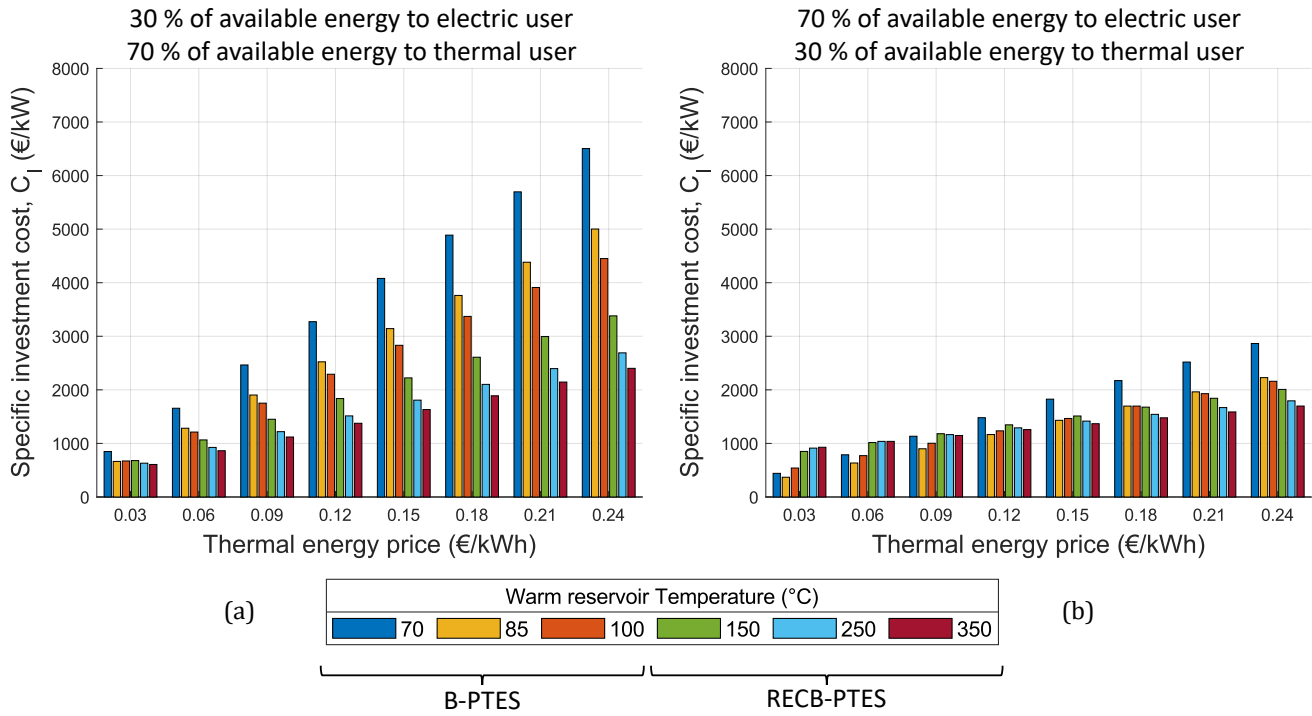 30 % of available energy to electric user
70 % of available energy to thermal user
8000
7000
6000
5000
4000
3000
2000
1000
0
Specific investment cost, C_I (€/kW)
0.03 0.06 0.09 0.12 0.15 0.18 0.21 0.24
Thermal energy price (€/kWh)
(a)
70 % of available energy to electric user
30 % of available energy to thermal user
8000
7000
6000
5000
4000
3000
2000
1000
0
Specific investment cost, C_I (€/kW)
0.03 0.06 0.09 0.12 0.15 0.18 0.21 0.24
Thermal energy price (€/kWh)
(b)
Warm reservoir Temperature (°C)
70 85 100 150 250 350
B-PTES RECB-PTES